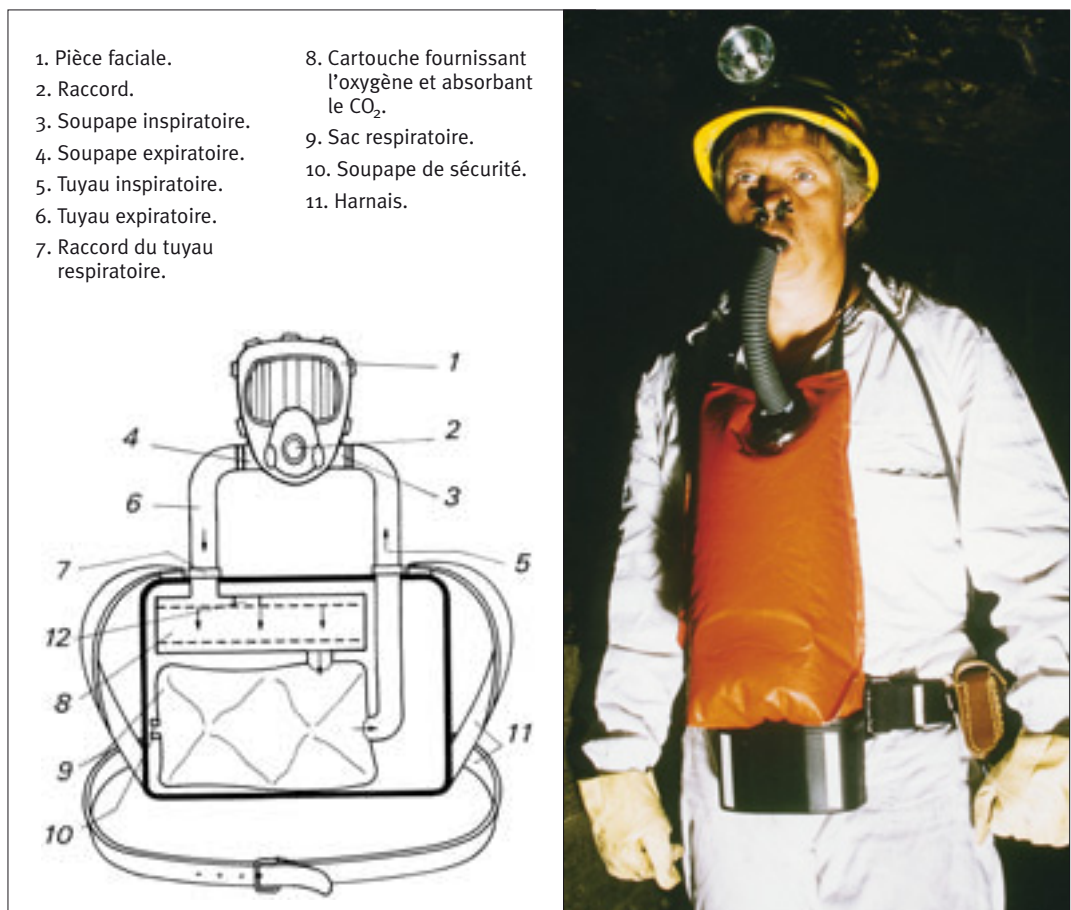 1. Pièce faciale.
2. Raccord.
3. Soupape inspiratoire.
4. Soupape expiratoire.
5. Tuyau inspiratoire.
6. Tuyau expiratoire.
7. Raccord du tuyau
respiratoire.
8. Cartouche fournissant
l'oxygène et absorbant
le CO₂.
9. Sac respiratoire.
10. Soupape de sécurité.
11. Harnais.
1
4
2
3
6
7
5
12
8
11
9
10